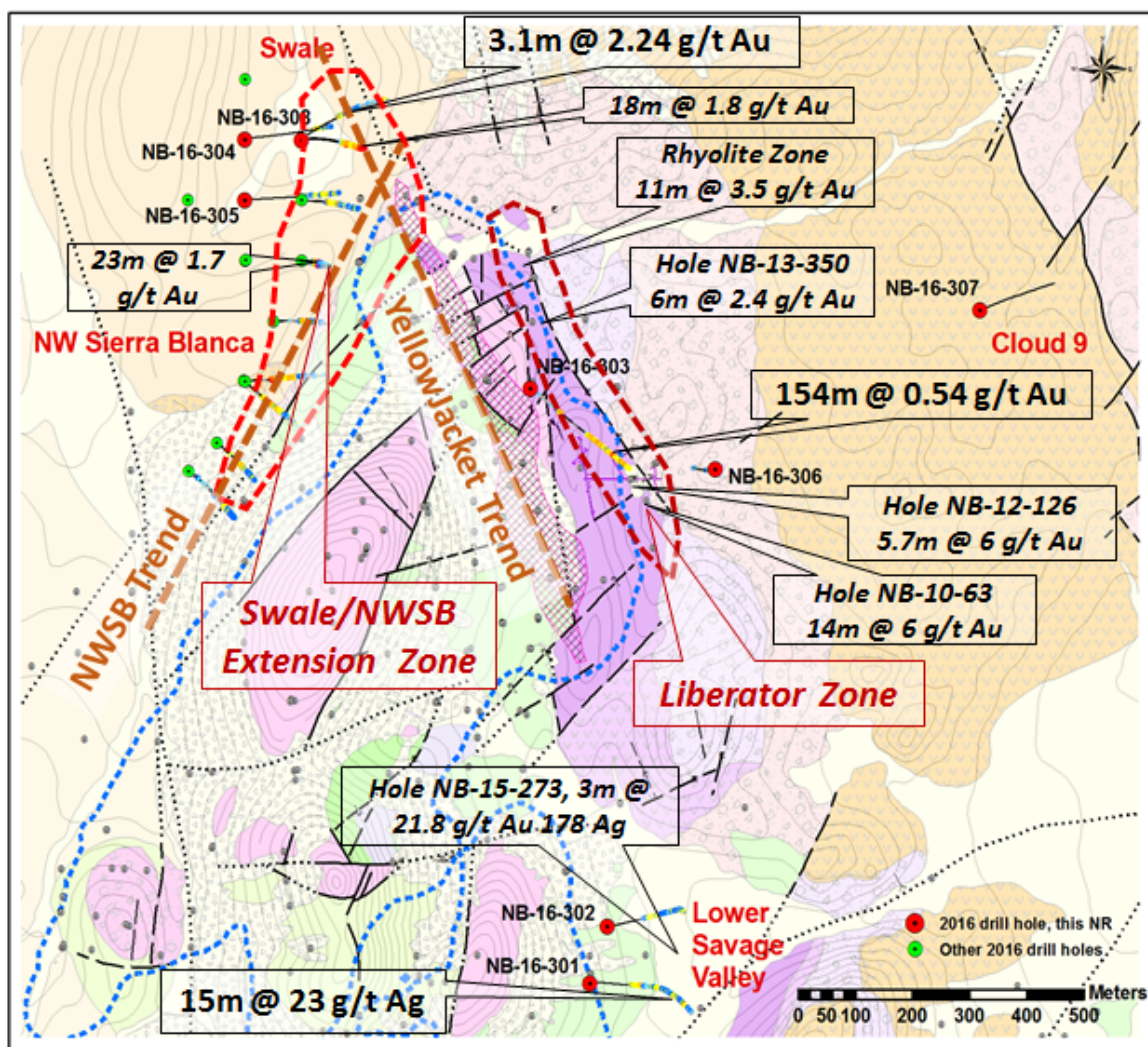 Swale
3.1m @ 2.24 g/t Au
NB-16-303
18m @ 1.8 g/t Au
NB-16-304
Rhyolite Zone
11m @ 3.5 g/t Au
NB-16-305
23m @ 1.7
g/t Au
Hole NB-13-350
6m @ 2.4 g/t Au
NB-16-307
NW Sierra Blanca
Cloud 9
YellowJacket Trend
NB-16-303
154m @ 0.54 g/t Au
NB-16-306
Hole NB-12-126
5.7m @ 6 g/t Au
NWSB Trend
Swale/NWSB
Extension Zone
Hole NB-10-63
14m @ 6 g/t Au
Liberator Zone
Hole NB-15-273, 3m @
21.8 g/t Au 178 Ag
NB-16-302
Lower
Savage
Valley
NB-16-301
15m @ 23 g/t Ag
2016 drill hole, this NR
Other 2016 drill holes
Meters
0 50 100 200 300 400 500